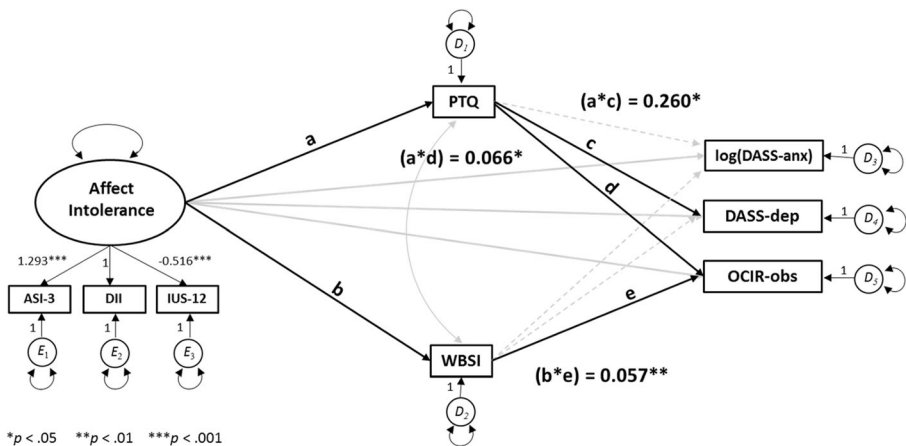 D1
1
PTQ
(a*c) = 0.260*
a
c
(a*d) = 0.066*
d
log(DASS-anx)
1
D3
Affect
Intolerance
DASS-dep
1
D4
1.293***
1
-0.516***
OCIR-obs
1
D5
ASI-3
DII
IUS-12
b
e
1
1
1
E1
E2
E3
WBSI
(b*e) = 0.057**
1
D2
*p < .05 **p < .01 ***p < .001